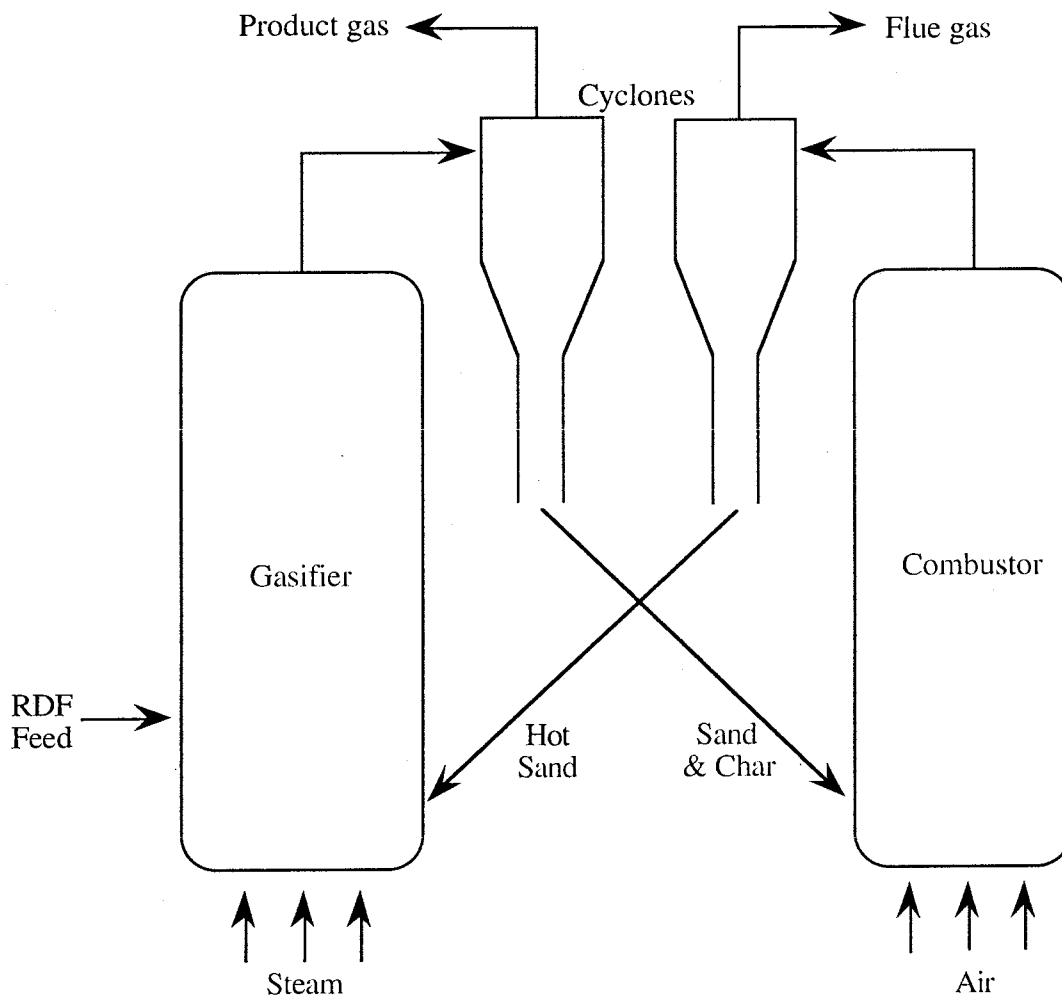 Product gas
Flue gas
Cyclones
Gasifier
Combustor
RDF
Feed
Hot
Sand
Sand
& Char
Steam
Air